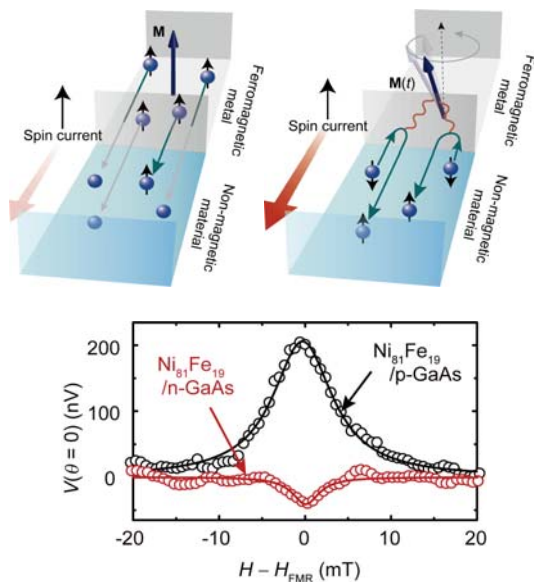 M
Spin current
Ferromagnetic
metal
Non-magnetic
material
M(t)
Spin current
Ferromagnetic
metal
Non-magnetic
material
V(θ = 0) (nV)
200
100
0
Ni81Fe19
/n-GaAs
Ni81Fe19
/p-GaAs
-20 -10 0 10 20
H – HFMR (mT)